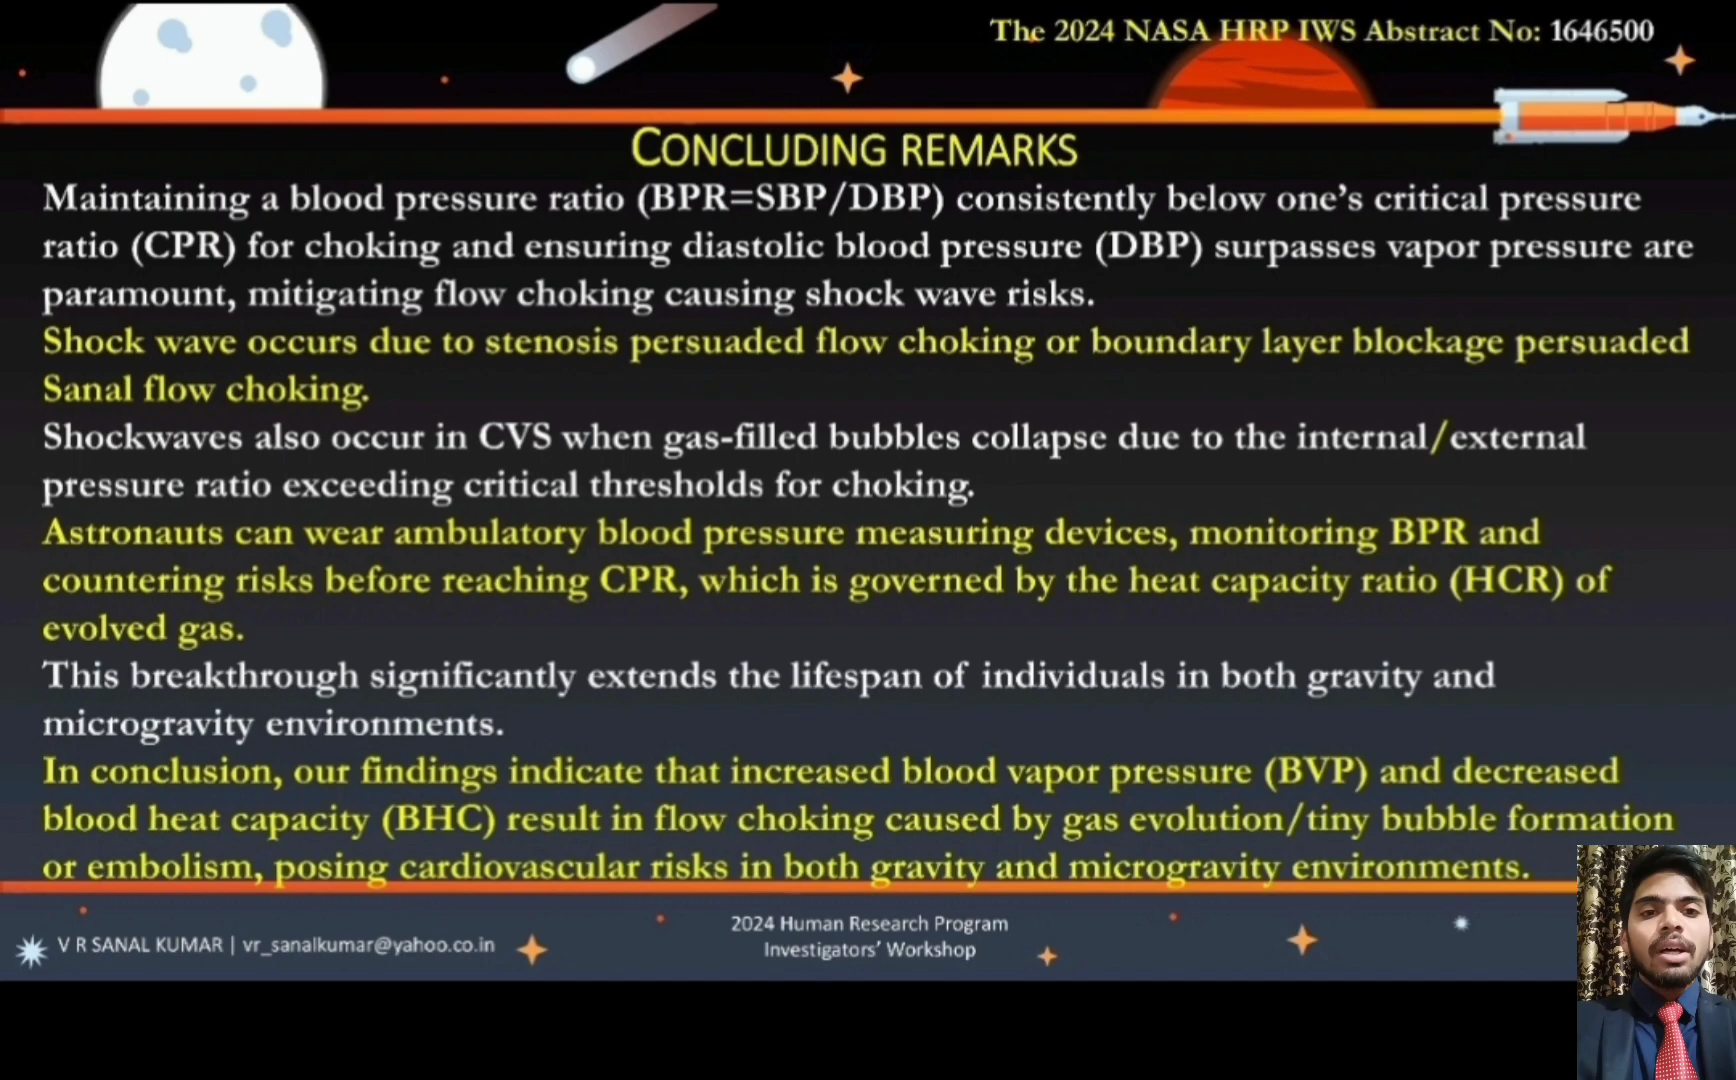 The 2024 NASA HRP IWS Abstract No: 1646500
CONCLUDING REMARKS
Maintaining a blood pressure ratio (BPR=SBP/DBP) consistently below one’s critical pressure
ratio (CPR) for choking and ensuring diastolic blood pressure (DBP) surpasses vapor pressure are
paramount, mitigating flow choking causing shock wave risks.
Shock wave occurs due to stenosis persuaded flow choking or boundary layer blockage persuaded
Sanal flow choking.
Shockwaves also occur in CVS when gas-filled bubbles collapse due to the internal/external
pressure ratio exceeding critical thresholds for choking.
Astronauts can wear ambulatory blood pressure measuring devices, monitoring BPR and
countering risks before reaching CPR, which is governed by the heat capacity ratio (HCR) of
evolved gas.
This breakthrough significantly extends the lifespan of individuals in both gravity and
microgravity environments.
In conclusion, our findings indicate that increased blood vapor pressure (BVP) and decreased
blood heat capacity (BHC) result in flow choking caused by gas evolution/tiny bubble formation
or embolism, posing cardiovascular risks in both gravity and microgravity environments.
V R SANAL KUMAR | vr_sanalkumar@yahoo.co.in
2024 Human Research Program
Investigators’ Workshop